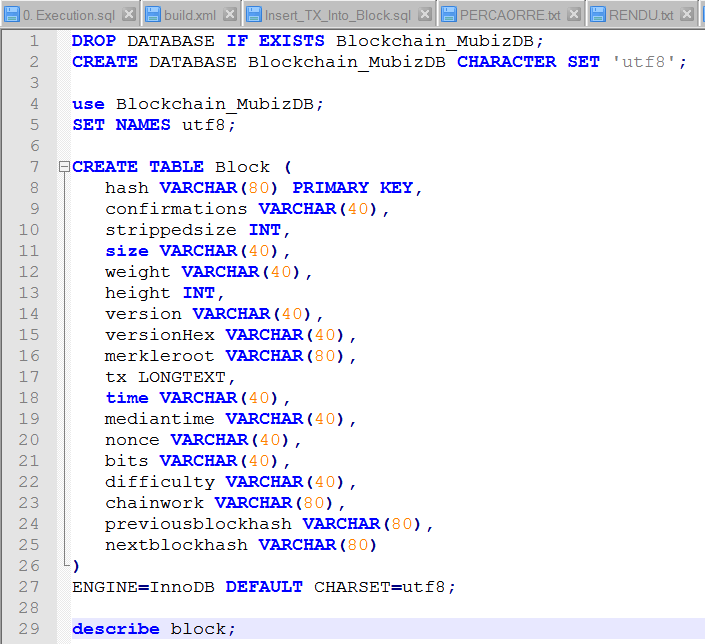 0. Execution.sql build.xml Insert_TX_Into_Block.sql PERCAORRE.txt RENDU.txt
1 DROP DATABASE IF EXISTS Blockchain_MubizDB;
2 CREATE DATABASE Blockchain_MubizDB CHARACTER SET 'utf8';
3
4 use Blockchain_MubizDB;
5 SET NAMES utf8;
6
7 CREATE TABLE Block (
8 hash VARCHAR(80) PRIMARY KEY,
9 confirmations VARCHAR(40),
10 strippedsize INT,
11 size VARCHAR(40),
12 weight VARCHAR(40),
13 height INT,
14 version VARCHAR(40),
15 versionHex VARCHAR(40),
16 merkleroot VARCHAR(80),
17 tx LONGTEXT,
18 time VARCHAR(40),
19 mediantime VARCHAR(40),
20 nonce VARCHAR(40),
21 bits VARCHAR(40),
22 difficulty VARCHAR(40),
23 chainwork VARCHAR(80),
24 previousblockhash VARCHAR(80),
25 nextblockhash VARCHAR(80)
26 )
27 ENGINE=InnoDB DEFAULT CHARSET=utf8;
28
29 describe block;